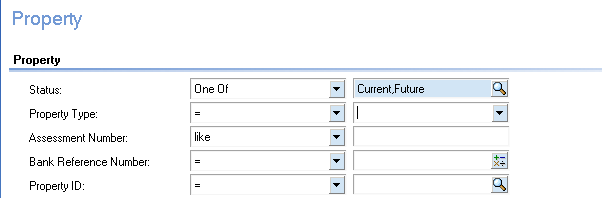 Property
Property
Status: One Of Current,Future
Property Type: =
Assessment Number: like
Bank Reference Number: =
Property ID: =